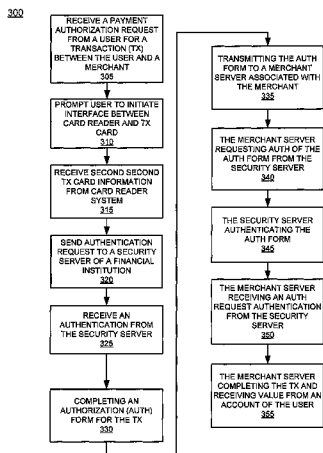 300
RECEIVE A PAYMENT
AUTHORIZATION REQUEST
FROM A USER FOR A
TRANSACTION (TX)
BETWEEN THE USER AND A
MERCHANT
305
PROMPT USER TO INITIATE
INTERFACE BETWEEN
CARD READER AND TX
CARD
310
RECEIVE SECOND SECOND
TX CARD INFORMATION
FROM CARD READER
SYSTEM
315
SEND AUTHENTICATION
REQUEST TO A SECURITY
SERVER OF A FINANCIAL
INSTITUTION
320
RECEIVE AN
AUTHENTICATION FROM
THE SECURITY SERVER
325
COMPLETING AN
AUTHORIZATION (AUTH)
FORM FOR THE TX
330
TRANSMITTING THE AUTH
FORM TO A MERCHANT
SERVER ASSOCIATED WITH
THE MERCHANT
335
THE MERCHANT SERVER
REQUESTING AUTH OF THE
AUTH FORM FROM THE
SECURITY SERVER
340
THE SECURITY SERVER
AUTHENTICATING THE
AUTH FORM
345
THE MERCHANT SERVER
RECEIVING AN AUTH
REQUEST AUTHENTICATION
FROM THE SECURITY
SERVER
350
THE MERCHANT SERVER
COMPLETING THE TX AND
RECEIVING VALUE FROM AN
ACCOUNT OF THE USER
355